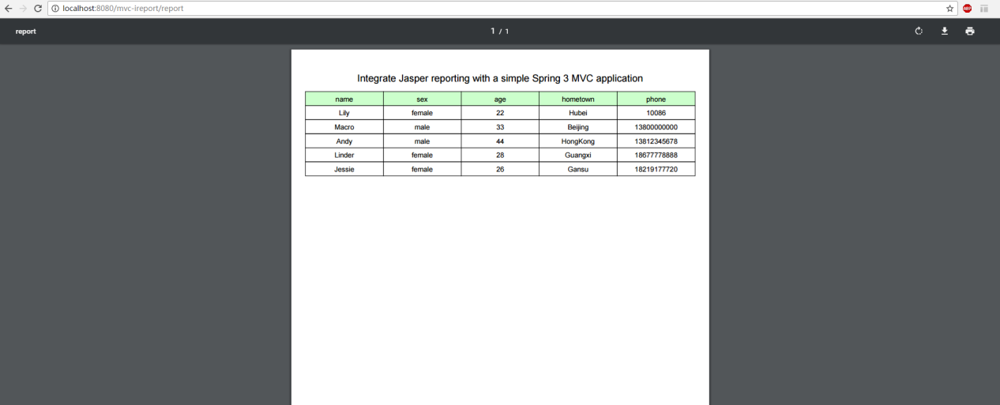 localhost:8080/mvc-ireport/report
ABP
report 1 / 1
Integrate Jasper reporting with a simple Spring 3 MVC application
name sex age hometown phone
Lily female 22 Hubei 10086
Macro male 33 Beijing 13800000000
Andy male 44 HongKong 13812345678
Linder female 28 Guangxi 18677778888
Jessie female 26 Gansu 18219177720